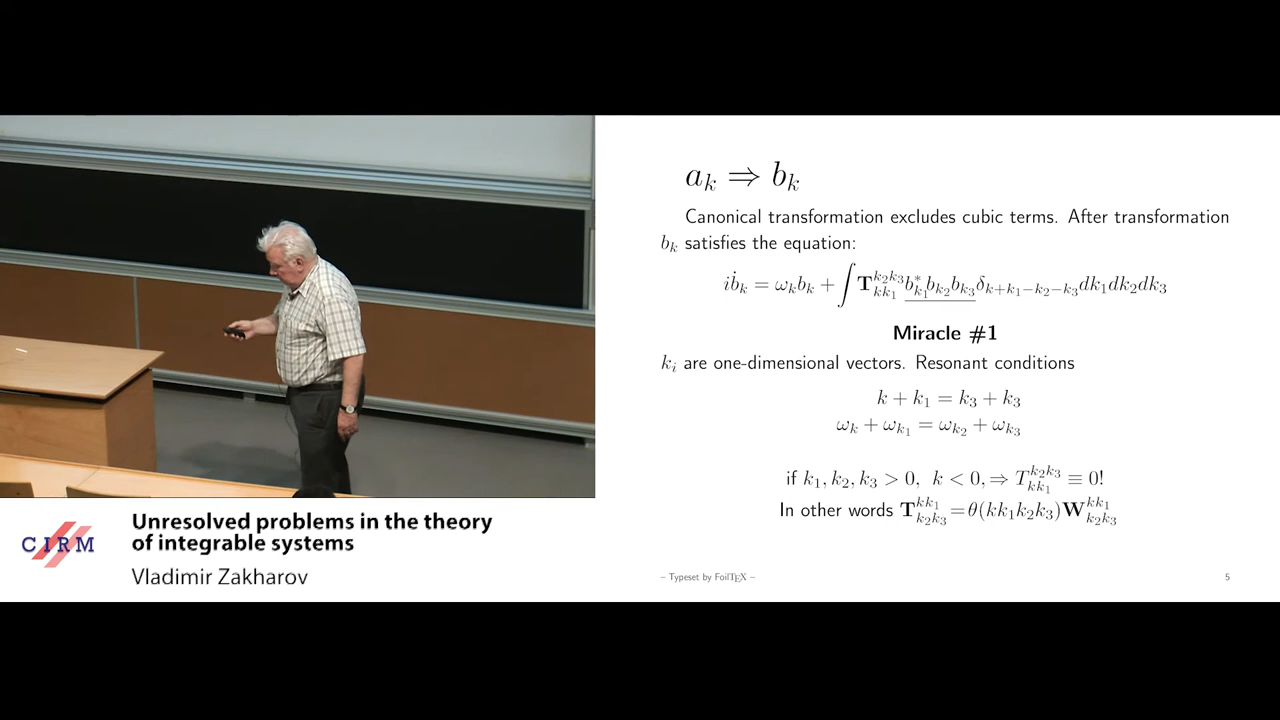 CIRM
Unresolved problems in the theory
of integrable systems
Vladimir Zakharov
a_k ⇒ b_k
Canonical transformation excludes cubic terms. After transformation
b_k satisfies the equation:
iḃ_k = ω_k b_k + ∫ T_{kk_1}^{k_2k_3} b*_{k_1} b_{k_2} b_{k_3} δ_{k+k_1−k_2−k_3} dk_1 dk_2 dk_3
Miracle #1
k_i are one-dimensional vectors. Resonant conditions
k + k_1 = k_3 + k_3
ω_k + ω_{k_1} = ω_{k_2} + ω_{k_3}
if k_1, k_2, k_3 > 0, k < 0, ⇒ T_{kk_1}^{k_2k_3} ≡ 0!
In other words T_{k_2k_3}^{kk_1} = θ(kk_1k_2k_3) W_{k_2k_3}^{kk_1}
– Typeset by FoilTEX –
5